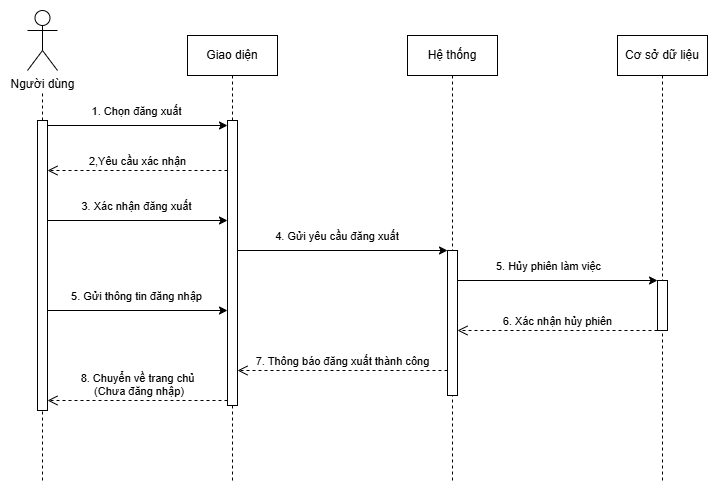 Người dùng
Giao diện
Hệ thống
Cơ sở dữ liệu
1. Chọn đăng xuất
2,Yêu cầu xác nhận
3. Xác nhận đăng xuất
4. Gửi yêu cầu đăng xuất
5. Hủy phiên làm việc
5. Gửi thông tin đăng nhập
6. Xác nhận hủy phiên
7. Thông báo đăng xuất thành công
8. Chuyển về trang chủ
(Chưa đăng nhập)